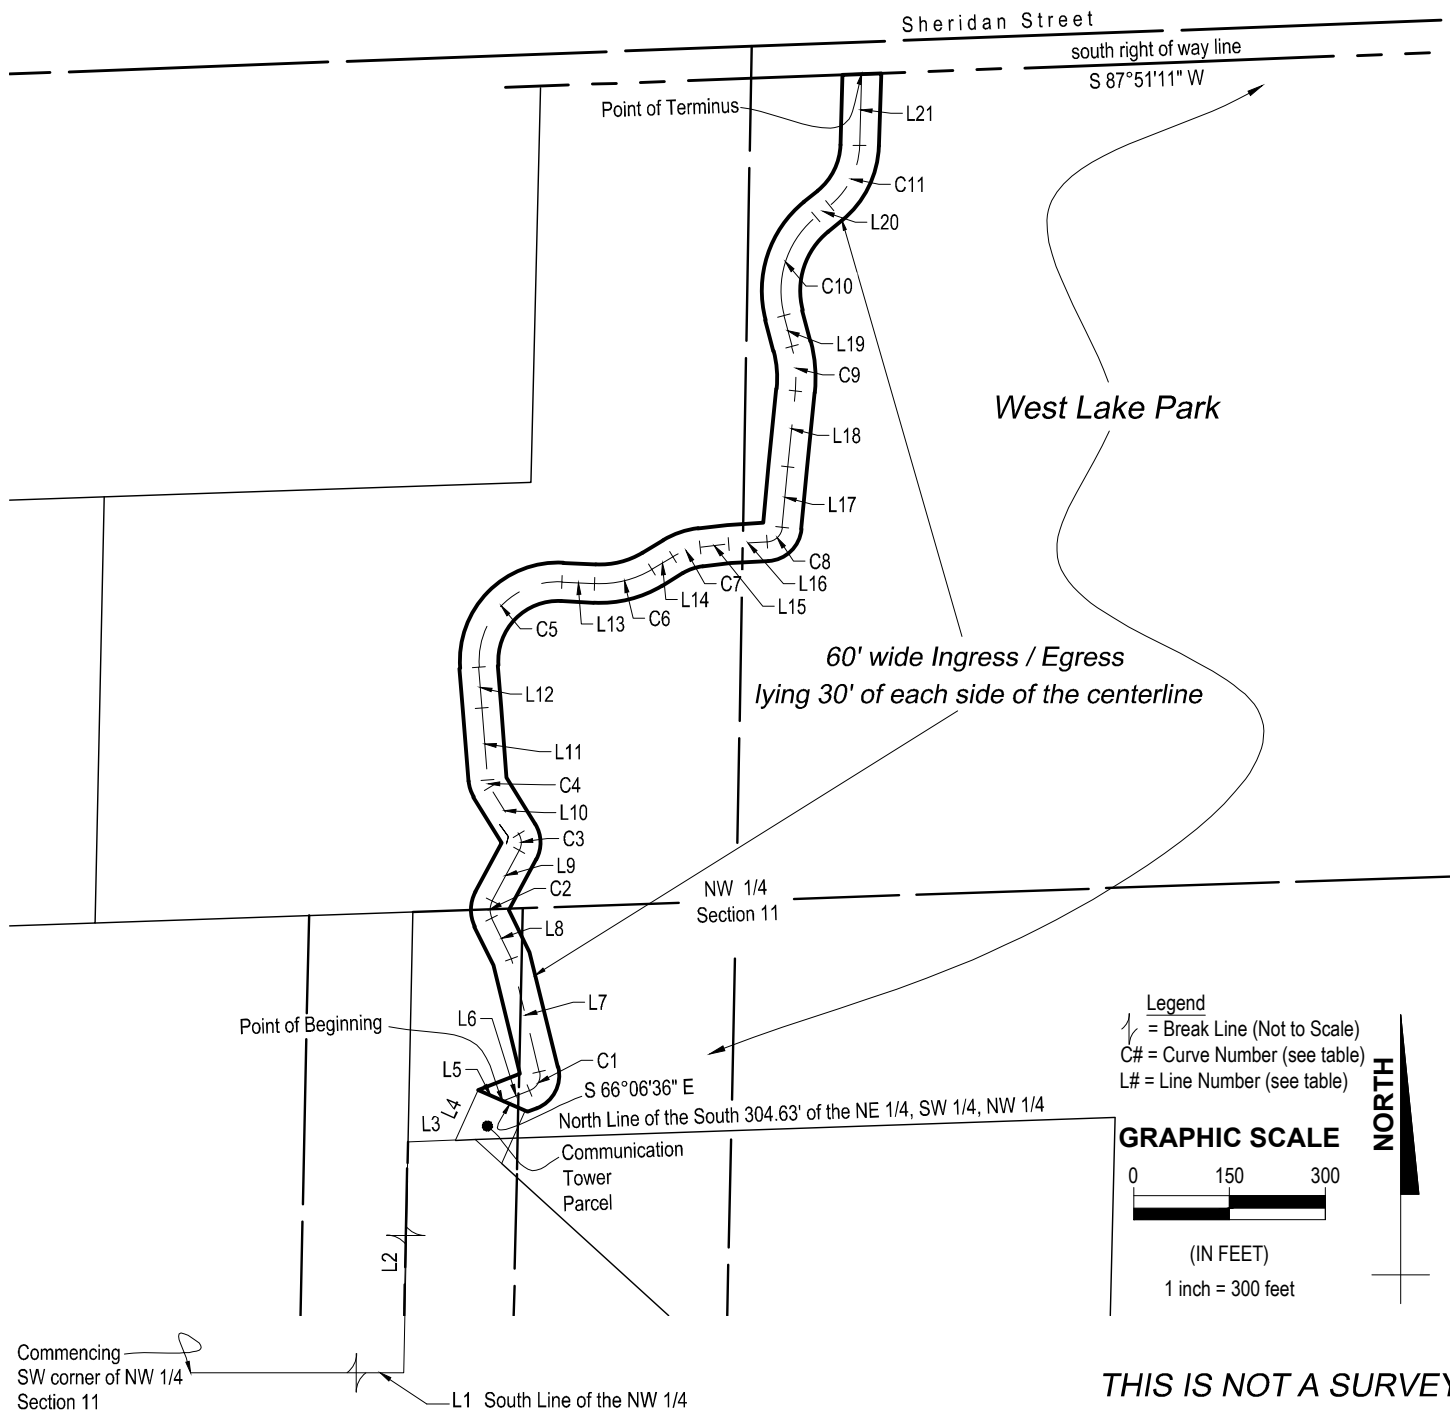 Sheridan Street
south right of way line
S 87°51'11" W
Point of Terminus
L21
C11
L20
C10
L19
C9
West Lake Park
L18
L17
C8
C7
L16
L14
L15
C6
L13
C5
60' wide Ingress / Egress
lying 30' of each side of the centerline
L12
L11
C4
L10
C3
L9
C2
NW 1/4
Section 11
L8
L7
L6
Point of Beginning
Legend
= Break Line (Not to Scale)
C# = Curve Number (see table)
L# = Line Number (see table)
C1
L5
S 66°06'36" E
L4
L3
North Line of the South 304.63' of the NE 1/4, SW 1/4, NW 1/4
Communication
Tower
Parcel
GRAPHIC SCALE
0 150 300
(IN FEET)
1 inch = 300 feet
NORTH
L2
Commencing
SW corner of NW 1/4
Section 11
L1 South Line of the NW 1/4
THIS IS NOT A SURVEY